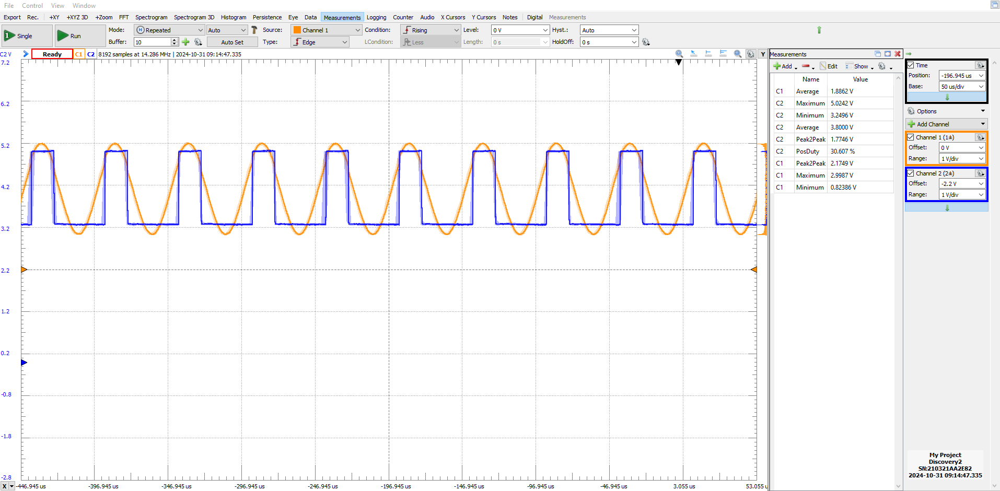 File Control View Window
Export Rec. +XY +XYZ 3D +Zoom FFT Spectrogram Spectrogram 3D Histogram Persistence Eye Data Measurements Logging Counter Audio X Cursors Y Cursors Notes Digital Measurements
1 Single Run Mode: Repeated Auto Source: Channel 1 Condition: Rising Level: 0 V Hyst.: Auto
Buffer: 10 Auto Set Type: Edge LCondition: Less Length: 0 s HoldOff: 0 s
C2 V Ready C1 C2 8192 samples at 14.286 MHz | 2024-10-31 09:14:47.335 Y
7.2
6.2
5.2
4.2
3.2
2.2
1.2
0.2
-0.8
-1.8
-2.8
X -446.945 us -396.945 us -346.945 us -296.945 us -246.945 us -196.945 us -146.945 us -96.945 us -46.945 us 3.055 us 53.055 u
Measurements
Add Edit Show
Name Value
C1 Average 1.8862 V
C2 Maximum 5.0242 V
C2 Minimum 3.2496 V
C2 Average 3.8000 V
C2 Peak2Peak 1.7746 V
C2 PosDuty 30.607 %
C1 Peak2Peak 2.1749 V
C1 Maximum 2.9987 V
C1 Minimum 0.82386 V
Time
Position: -196.945 us
Base: 50 us/div
Options
Add Channel
Channel 1 (1±)
Offset: 0 V
Range: 1 V/div
Channel 2 (2±)
Offset: -2.2 V
Range: 1 V/div
My Project
Discovery2
SN:210321AA2E82
2024-10-31 09:14:47.335